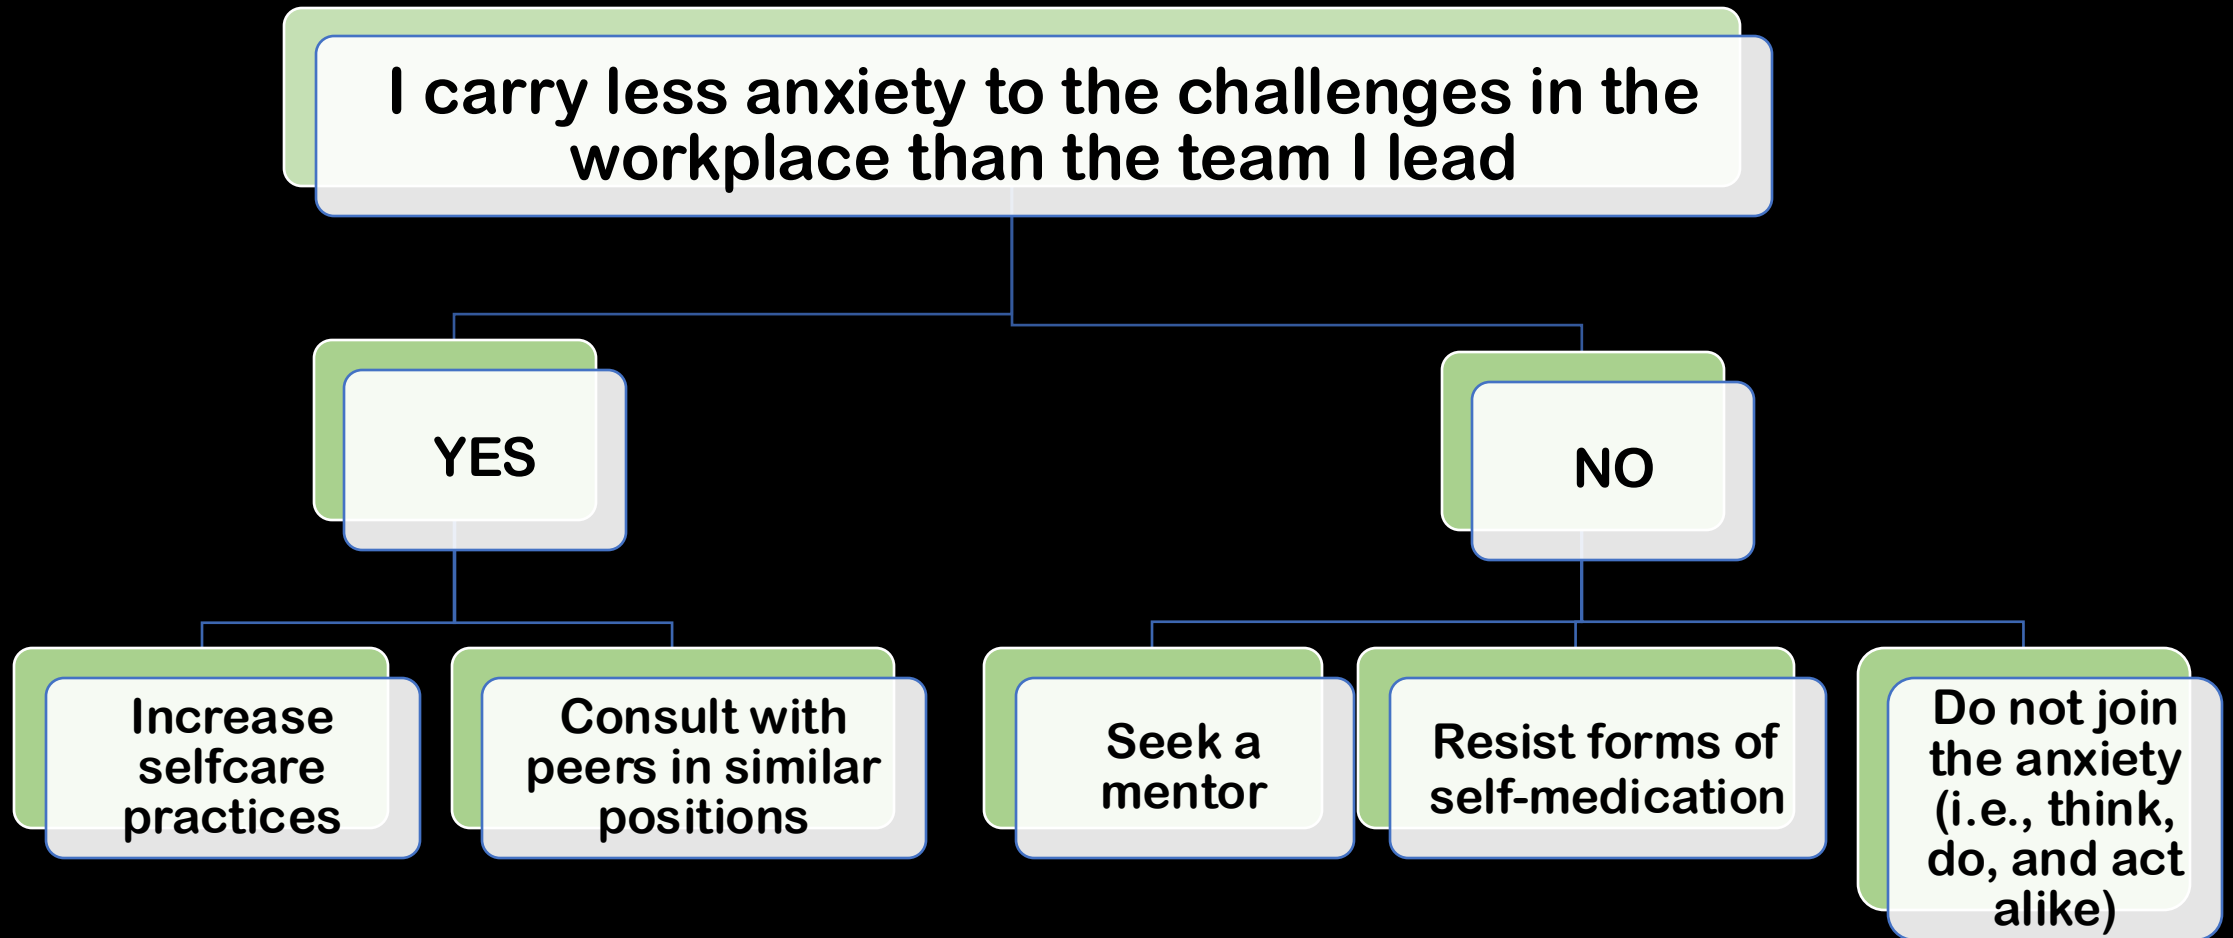 I carry less anxiety to the challenges in the
workplace than the team I lead
YES
NO
Increase
selfcare
practices
Consult with
peers in similar
positions
Seek a
mentor
Resist forms of
self-medication
Do not join
the anxiety
(i.e., think,
do, and act
alike)